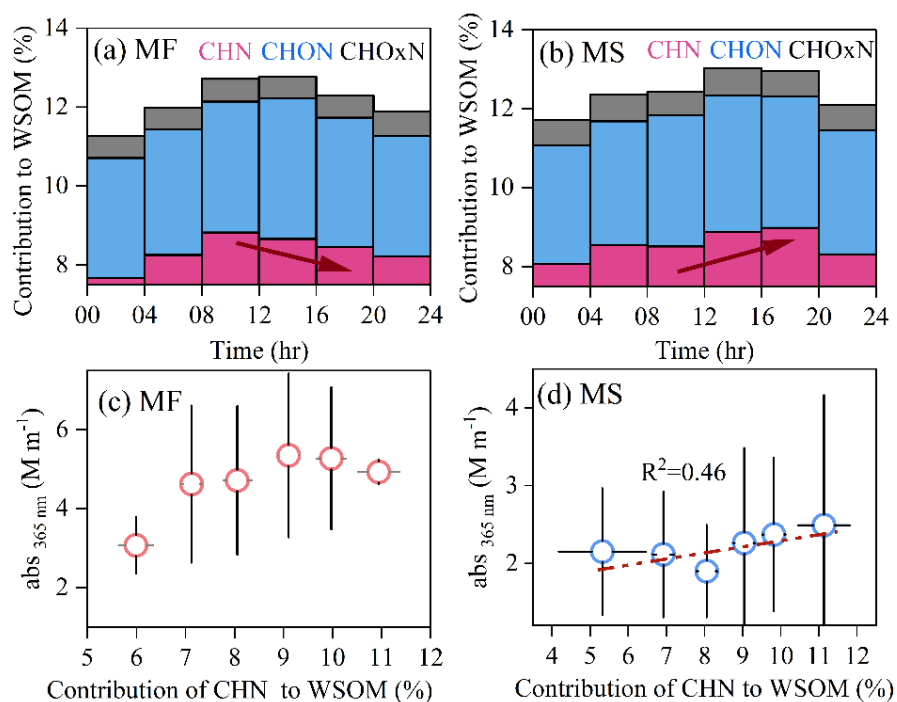 (a) MF
CHN CHON CHOxN
Contribution to WSOM (%)
14
12
10
8
00 04 08 12 16 20 24
Time (hr)
(b) MS
CHN CHON CHOxN
Contribution to WSOM (%)
14
12
10
8
00 04 08 12 16 20 24
Time (hr)
(c) MF
abs 365 nm (M m-1)
6
4
2
5 6 7 8 9 10 11 12
Contribution of CHN to WSOM (%)
(d) MS
R²=0.46
abs 365 nm (M m-1)
4
3
2
4 5 6 7 8 9 10 11 12
Contribution of CHN to WSOM (%)